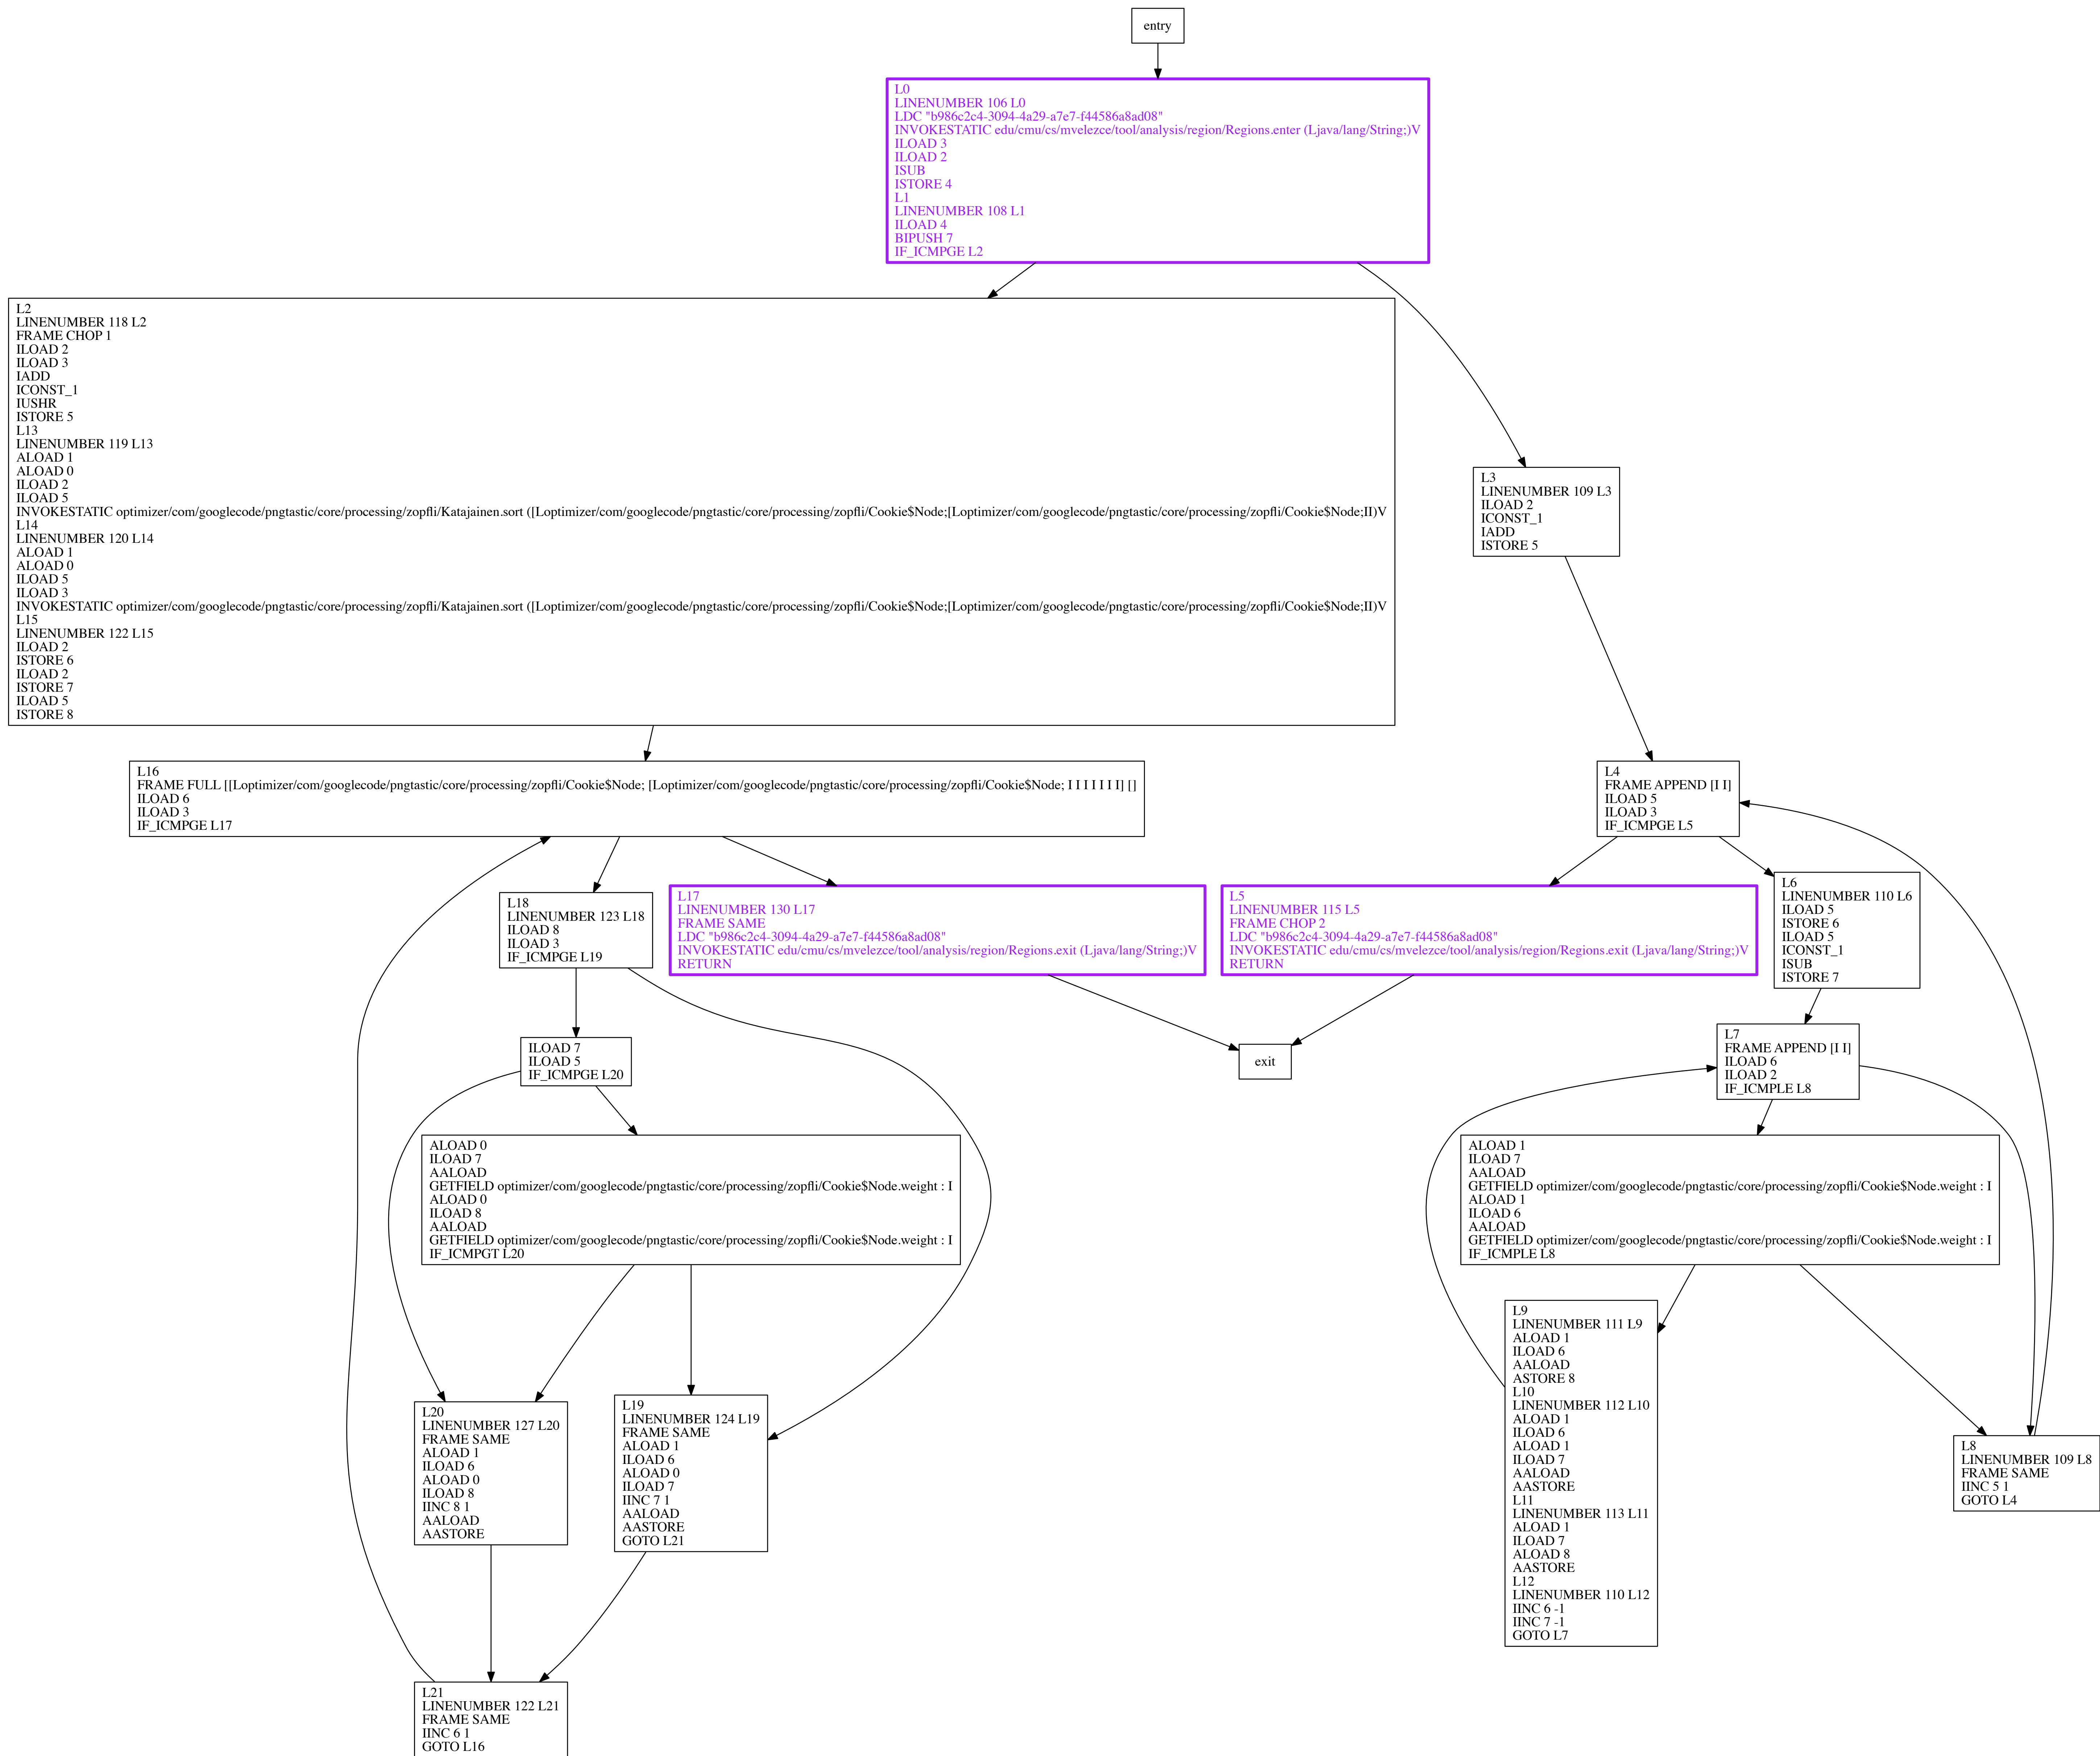 entry
L0
LINENUMBER 106 L0
LDC "b986c2c4-3094-4a29-a7e7-f44586a8ad08"
INVOKESTATIC edu/cmu/cs/mvelezce/tool/analysis/region/Regions.enter (Ljava/lang/String;)V
ILOAD 3
ILOAD 2
ISUB
ISTORE 4
L1
LINENUMBER 108 L1
ILOAD 4
BIPUSH 7
IF_ICMPGE L2
L2
LINENUMBER 118 L2
FRAME CHOP 1
ILOAD 2
ILOAD 3
IADD
ICONST_1
IUSHR
ISTORE 5
L13
LINENUMBER 119 L13
ALOAD 1
ALOAD 0
ILOAD 2
ILOAD 5
INVOKESTATIC optimizer/com/googlecode/pngtastic/core/processing/zopfli/Katajainen.sort ([Loptimizer/com/googlecode/pngtastic/core/processing/zopfli/Cookie$Node;[Loptimizer/com/googlecode/pngtastic/core/processing/zopfli/Cookie$Node;II)V
L14
LINENUMBER 120 L14
ALOAD 1
ALOAD 0
ILOAD 5
ILOAD 3
INVOKESTATIC optimizer/com/googlecode/pngtastic/core/processing/zopfli/Katajainen.sort ([Loptimizer/com/googlecode/pngtastic/core/processing/zopfli/Cookie$Node;[Loptimizer/com/googlecode/pngtastic/core/processing/zopfli/Cookie$Node;II)V
L15
LINENUMBER 122 L15
ILOAD 2
ISTORE 6
ILOAD 2
ISTORE 7
ILOAD 5
ISTORE 8
L3
LINENUMBER 109 L3
ILOAD 2
ICONST_1
IADD
ISTORE 5
L16
FRAME FULL [[Loptimizer/com/googlecode/pngtastic/core/processing/zopfli/Cookie$Node; [Loptimizer/com/googlecode/pngtastic/core/processing/zopfli/Cookie$Node; I I I I I I I] []
ILOAD 6
ILOAD 3
IF_ICMPGE L17
L4
FRAME APPEND [I I]
ILOAD 5
ILOAD 3
IF_ICMPGE L5
L18
LINENUMBER 123 L18
ILOAD 8
ILOAD 3
IF_ICMPGE L19
L17
LINENUMBER 130 L17
FRAME SAME
LDC "b986c2c4-3094-4a29-a7e7-f44586a8ad08"
INVOKESTATIC edu/cmu/cs/mvelezce/tool/analysis/region/Regions.exit (Ljava/lang/String;)V
RETURN
L5
LINENUMBER 115 L5
FRAME CHOP 2
LDC "b986c2c4-3094-4a29-a7e7-f44586a8ad08"
INVOKESTATIC edu/cmu/cs/mvelezce/tool/analysis/region/Regions.exit (Ljava/lang/String;)V
RETURN
L6
LINENUMBER 110 L6
ILOAD 5
ISTORE 6
ILOAD 5
ICONST_1
ISUB
ISTORE 7
ILOAD 7
ILOAD 5
IF_ICMPGE L20
exit
L7
FRAME APPEND [I I]
ILOAD 6
ILOAD 2
IF_ICMPLE L8
ALOAD 0
ILOAD 7
AALOAD
GETFIELD optimizer/com/googlecode/pngtastic/core/processing/zopfli/Cookie$Node.weight : I
ALOAD 0
ILOAD 8
AALOAD
GETFIELD optimizer/com/googlecode/pngtastic/core/processing/zopfli/Cookie$Node.weight : I
IF_ICMPGT L20
ALOAD 1
ILOAD 7
AALOAD
GETFIELD optimizer/com/googlecode/pngtastic/core/processing/zopfli/Cookie$Node.weight : I
ALOAD 1
ILOAD 6
AALOAD
GETFIELD optimizer/com/googlecode/pngtastic/core/processing/zopfli/Cookie$Node.weight : I
IF_ICMPLE L8
L20
LINENUMBER 127 L20
FRAME SAME
ALOAD 1
ILOAD 6
ALOAD 0
ILOAD 8
IINC 8 1
AALOAD
AASTORE
L19
LINENUMBER 124 L19
FRAME SAME
ALOAD 1
ILOAD 6
ALOAD 0
ILOAD 7
IINC 7 1
AALOAD
AASTORE
GOTO L21
L9
LINENUMBER 111 L9
ALOAD 1
ILOAD 6
AALOAD
ASTORE 8
L10
LINENUMBER 112 L10
ALOAD 1
ILOAD 6
ALOAD 1
ILOAD 7
AALOAD
AASTORE
L11
LINENUMBER 113 L11
ALOAD 1
ILOAD 7
ALOAD 8
AASTORE
L12
LINENUMBER 110 L12
IINC 6 -1
IINC 7 -1
GOTO L7
L8
LINENUMBER 109 L8
FRAME SAME
IINC 5 1
GOTO L4
L21
LINENUMBER 122 L21
FRAME SAME
IINC 6 1
GOTO L16